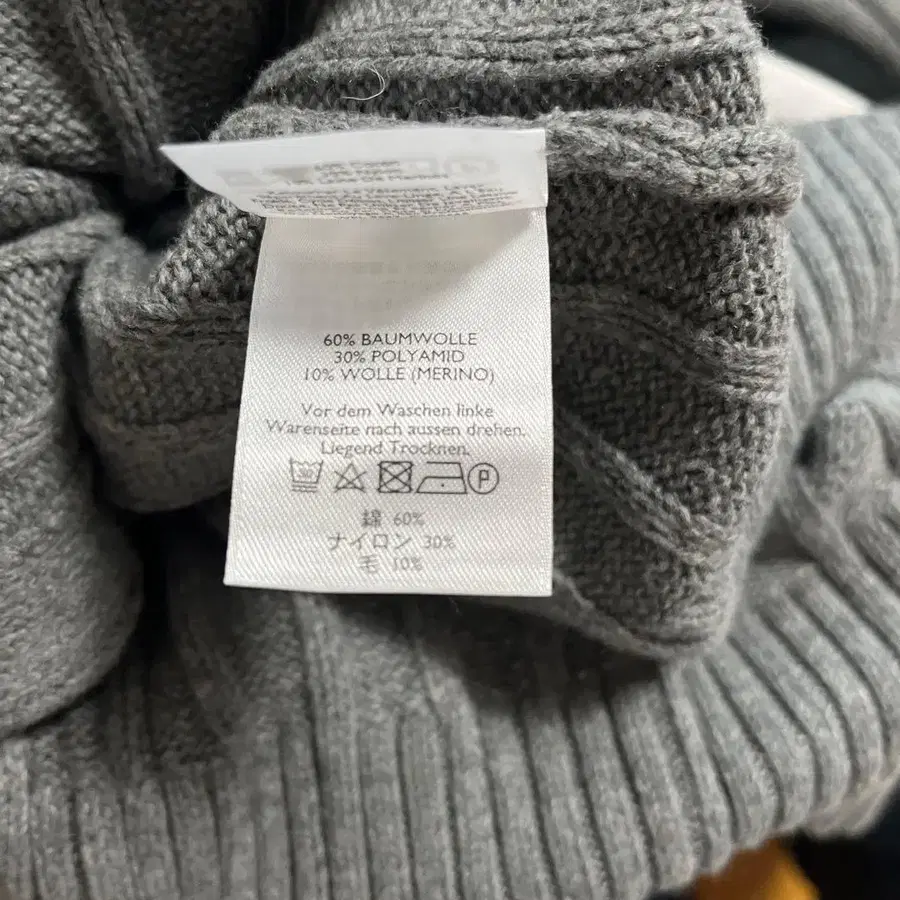 60% BAUMWOLLE
30% POLYAMID
10% WOLLE (MERINO)
Vor dem Waschen linke
Warenseite nach aussen drehen.
Liegend Trocknen.
P
綿 60%
ナイロン 30%
毛 10%